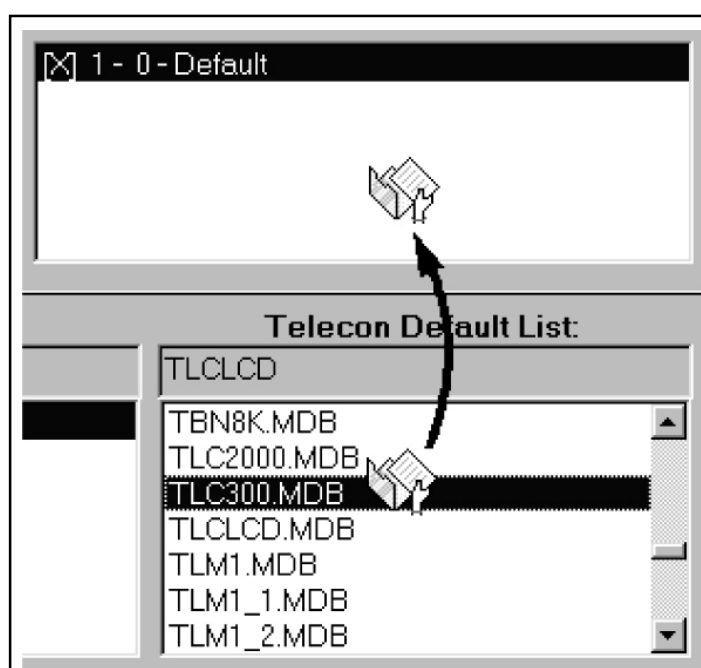 [X] 1 - 0 - Default
Telecon Default List:
TLCLCD
TBN8K.MDB
TLC2000.MDB
TLC300.MDB
TLCLCD.MDB
TLM1.MDB
TLM1_1.MDB
TLM1_2.MDB